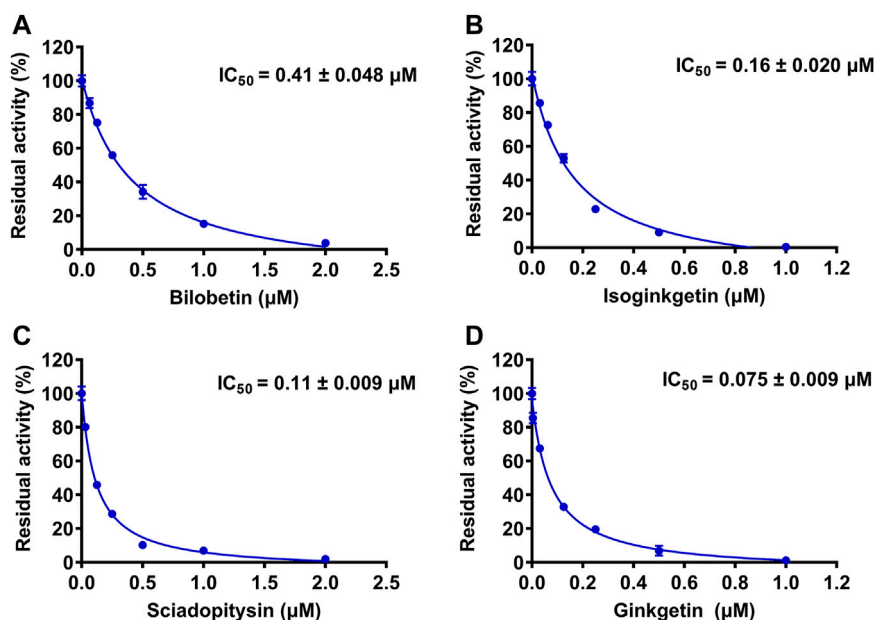 A
Residual activity (%)
120
100
80
60
40
20
0
IC50 = 0.41 ± 0.048 µM
0.0 0.5 1.0 1.5 2.0 2.5
Bilobetin (µM)
B
Residual activity (%)
120
100
80
60
40
20
0
IC50 = 0.16 ± 0.020 µM
0.0 0.2 0.4 0.6 0.8 1.0 1.2
Isoginkgetin (µM)
C
Residual activity (%)
120
100
80
60
40
20
0
IC50 = 0.11 ± 0.009 µM
0.0 0.5 1.0 1.5 2.0 2.5
Sciadopitysin (µM)
D
Residual activity (%)
120
100
80
60
40
20
0
IC50 = 0.075 ± 0.009 µM
0.0 0.2 0.4 0.6 0.8 1.0 1.2
Ginkgetin (µM)